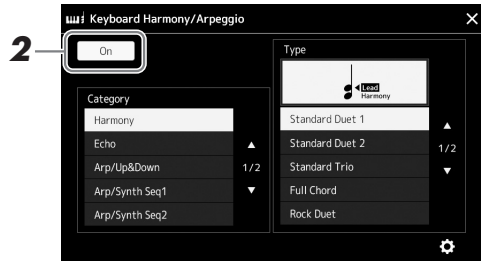 Keyboard Harmony/Arpeggio
2
On
Category
Harmony
Echo
Arp/Up&Down
Arp/Synth Seq1
Arp/Synth Seq2
1/2
Type
Lead
Harmony
Standard Duet 1
Standard Duet 2
Standard Trio
Full Chord
Rock Duet
1/2